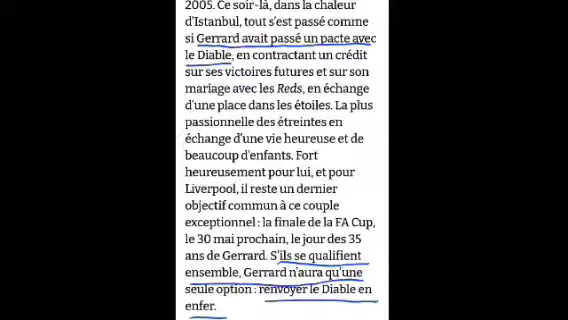 2005. Ce soir-là, dans la chaleur
d'Istanbul, tout s'est passé comme
si Gerrard avait passé un pacte avec
le Diable, en contractant un crédit
sur ses victoires futures et sur son
mariage avec les Reds, en échange
d'une place dans les étoiles. La plus
passionnelle des étreintes en
échange d'une vie heureuse et de
beaucoup d'enfants. Fort
heureusement pour lui, et pour
Liverpool, il reste un dernier
objectif commun à ce couple
exceptionnel : la finale de la FA Cup,
le 30 mai prochain, le jour des 35
ans de Gerrard. S'ils se qualifient
ensemble, Gerrard n'aura qu'une
seule option : renvoyer le Diable en
enfer.